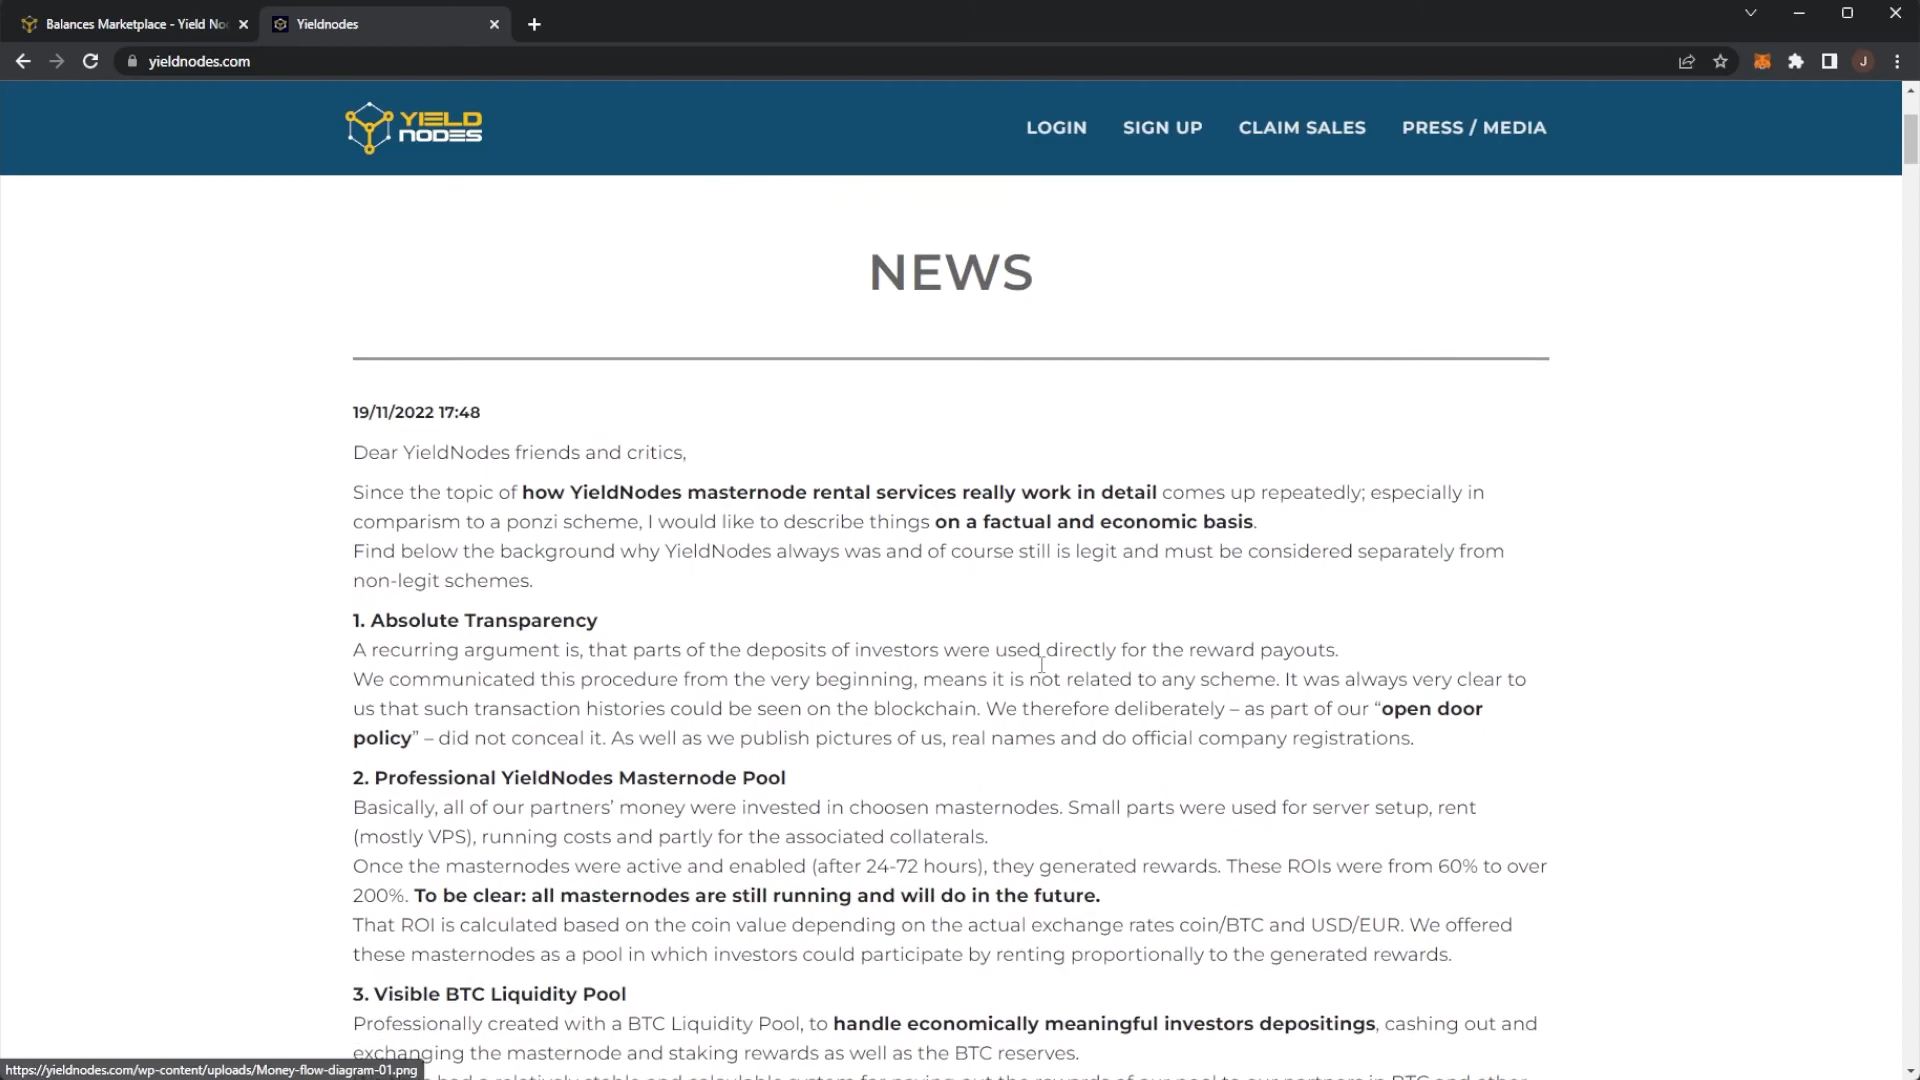 Balances Marketplace - Yield No
Yieldnodes
yieldnodes.com
J
YIELD
NODES
LOGIN
SIGN UP
CLAIM SALES
PRESS / MEDIA
NEWS
19/11/2022 17:48
Dear YieldNodes friends and critics,
Since the topic of how YieldNodes masternode rental services really work in detail comes up repeatedly; especially in
comparism to a ponzi scheme, I would like to describe things on a factual and economic basis.
Find below the background why YieldNodes always was and of course still is legit and must be considered separately from
non-legit schemes.
1. Absolute Transparency
A recurring argument is, that parts of the deposits of investors were used directly for the reward payouts.
We communicated this procedure from the very beginning, means it is not related to any scheme. It was always very clear to
us that such transaction histories could be seen on the blockchain. We therefore deliberately – as part of our “open door
policy” – did not conceal it. As well as we publish pictures of us, real names and do official company registrations.
2. Professional YieldNodes Masternode Pool
Basically, all of our partners’ money were invested in choosen masternodes. Small parts were used for server setup, rent
(mostly VPS), running costs and partly for the associated collaterals.
Once the masternodes were active and enabled (after 24-72 hours), they generated rewards. These ROIs were from 60% to over
200%. To be clear: all masternodes are still running and will do in the future.
That ROI is calculated based on the coin value depending on the actual exchange rates coin/BTC and USD/EUR. We offered
these masternodes as a pool in which investors could participate by renting proportionally to the generated rewards.
3. Visible BTC Liquidity Pool
Professionally created with a BTC Liquidity Pool, to handle economically meaningful investors depositings, cashing out and
exchanging the masternode and staking rewards as well as the BTC reserves.
https://yieldnodes.com/wp-content/uploads/Money-flow-diagram-01.png